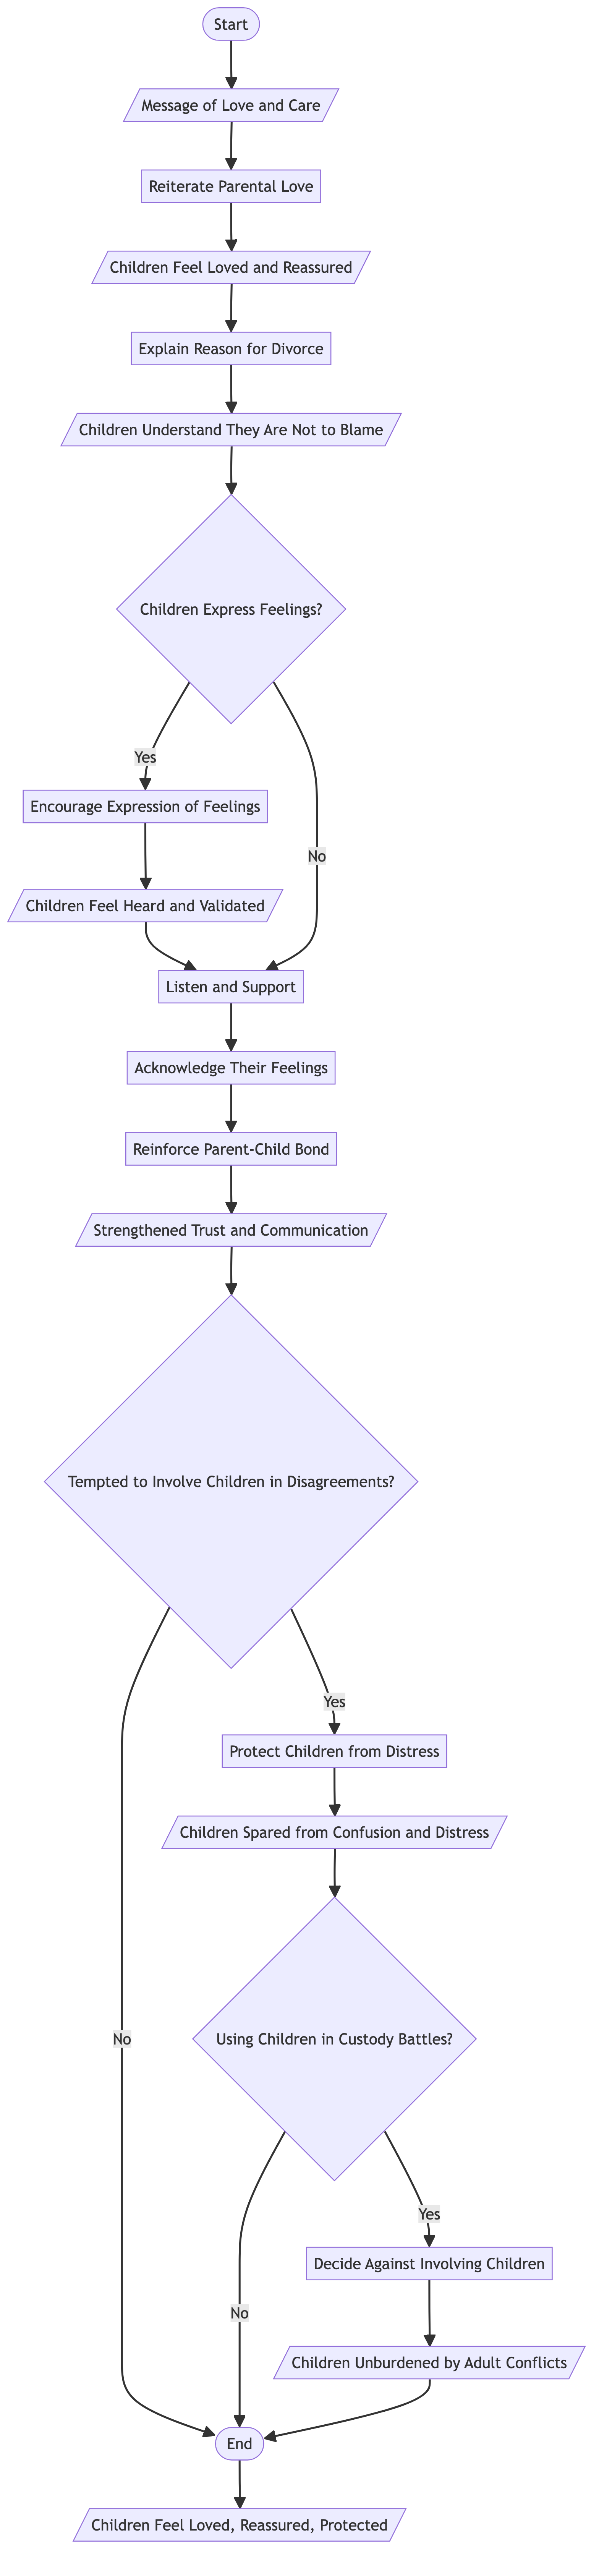 Start
Message of Love and Care
Reiterate Parental Love
Children Feel Loved and Reassured
Explain Reason for Divorce
Children Understand They Are Not to Blame
Children Express Feelings?
Yes
Encourage Expression of Feelings
No
Children Feel Heard and Validated
Listen and Support
Acknowledge Their Feelings
Reinforce Parent-Child Bond
Strengthened Trust and Communication
Tempted to Involve Children in Disagreements?
Yes
Protect Children from Distress
Children Spared from Confusion and Distress
No
Using Children in Custody Battles?
Yes
Decide Against Involving Children
No
Children Unburdened by Adult Conflicts
End
Children Feel Loved, Reassured, Protected